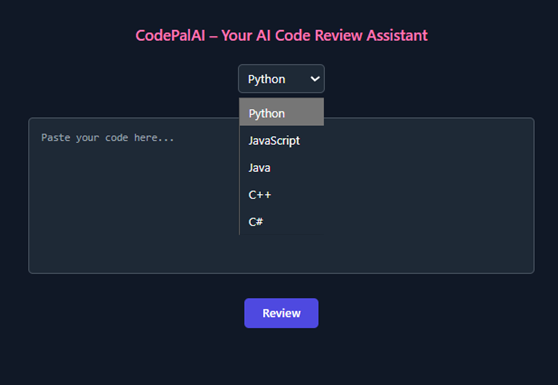 CodePalAI – Your AI Code Review Assistant
Python
Python
Paste your code here...
JavaScript
Java
C++
C#
Review